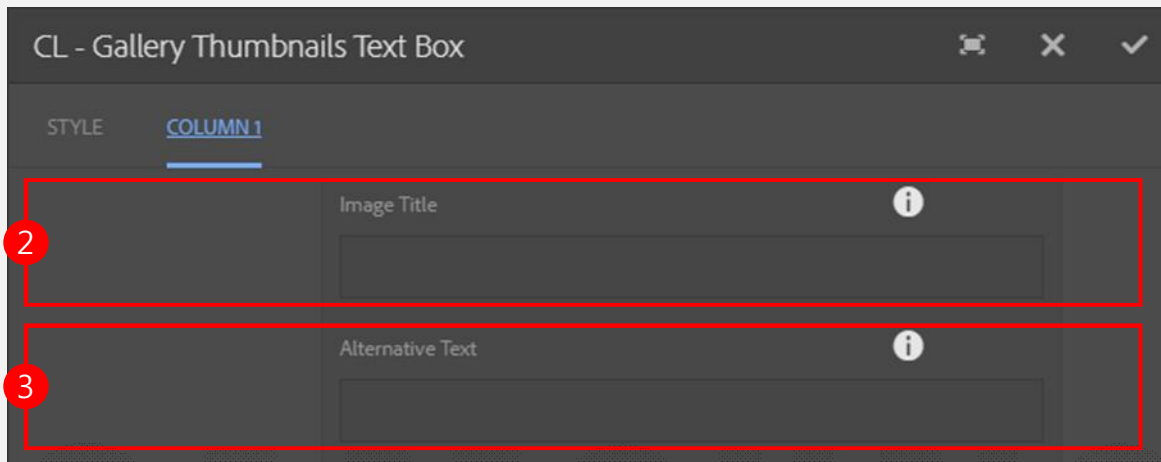 CL - Gallery Thumbnails Text Box
STYLE COLUMN 1
Image Title
2
Alternative Text
3